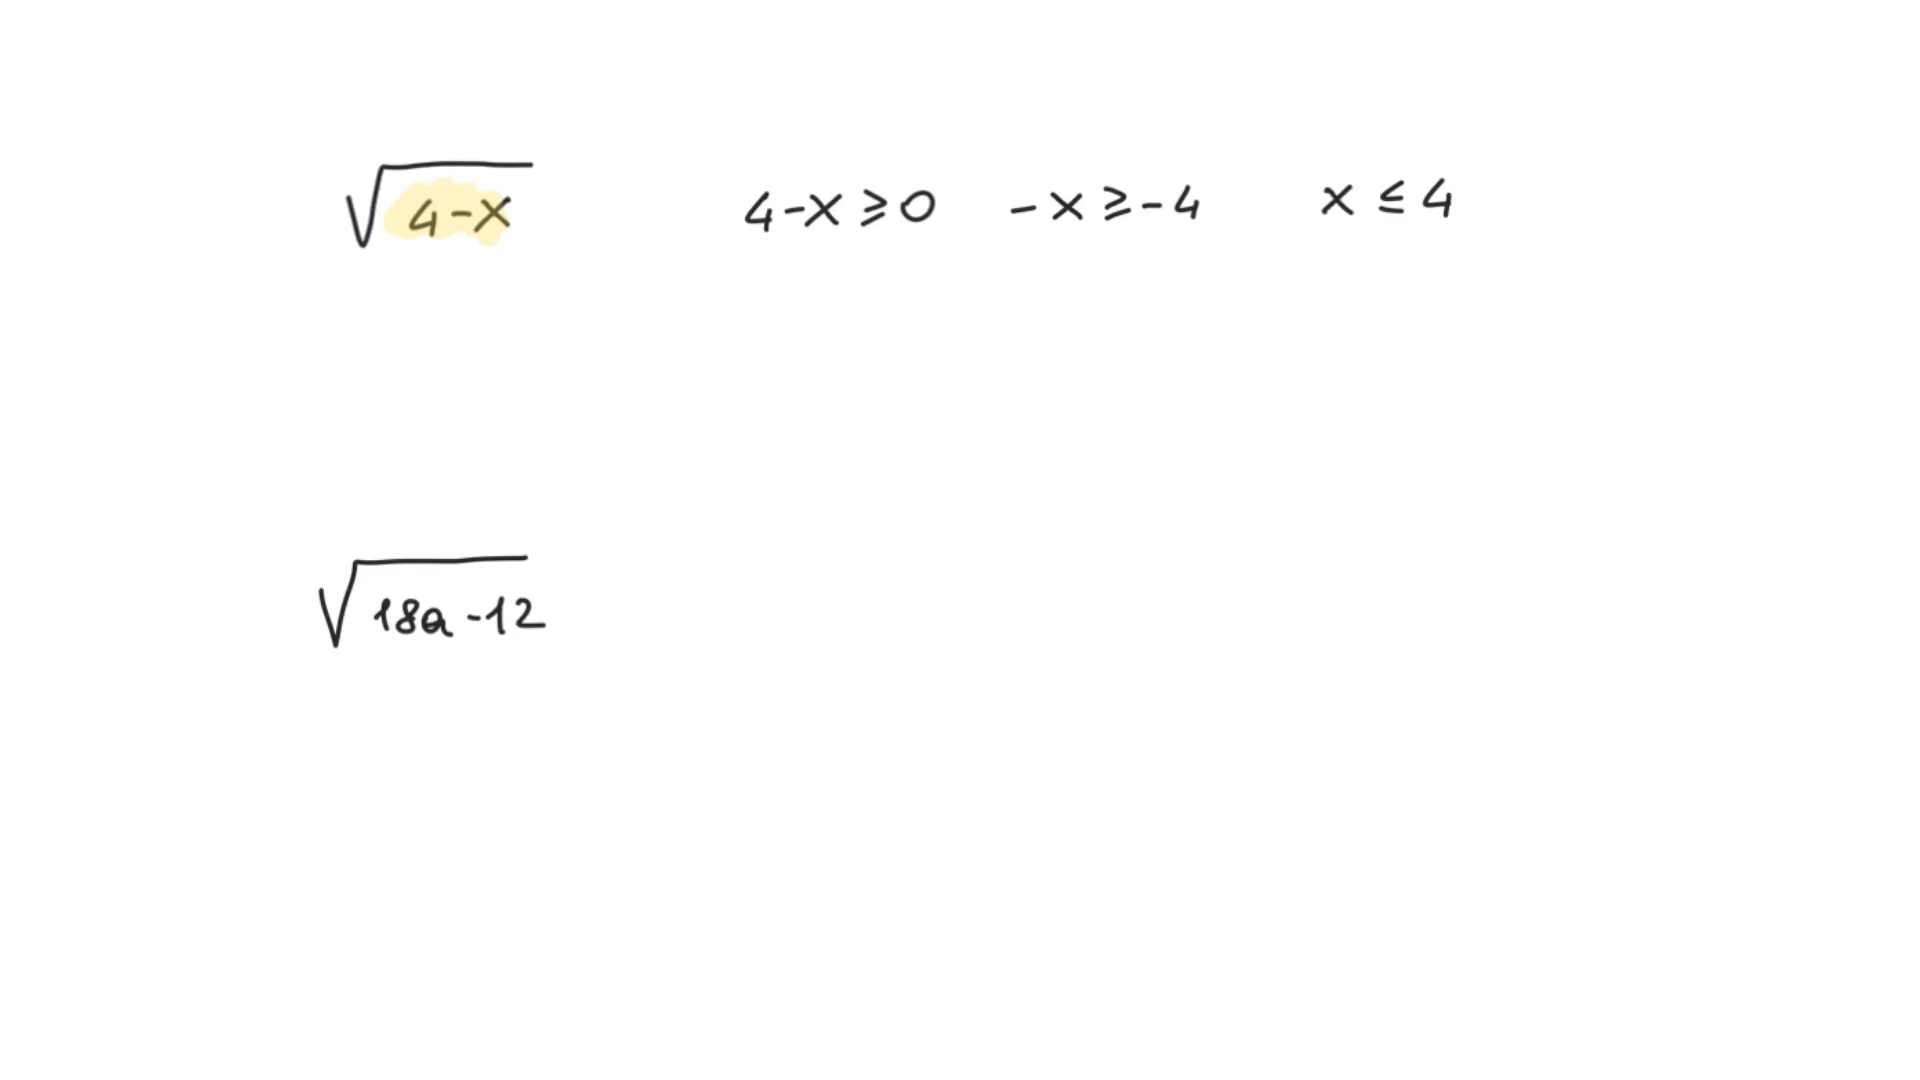 √(4-x) 4-x ⩾ 0 -x ≥ -4 x ≤ 4
√(18a-12)